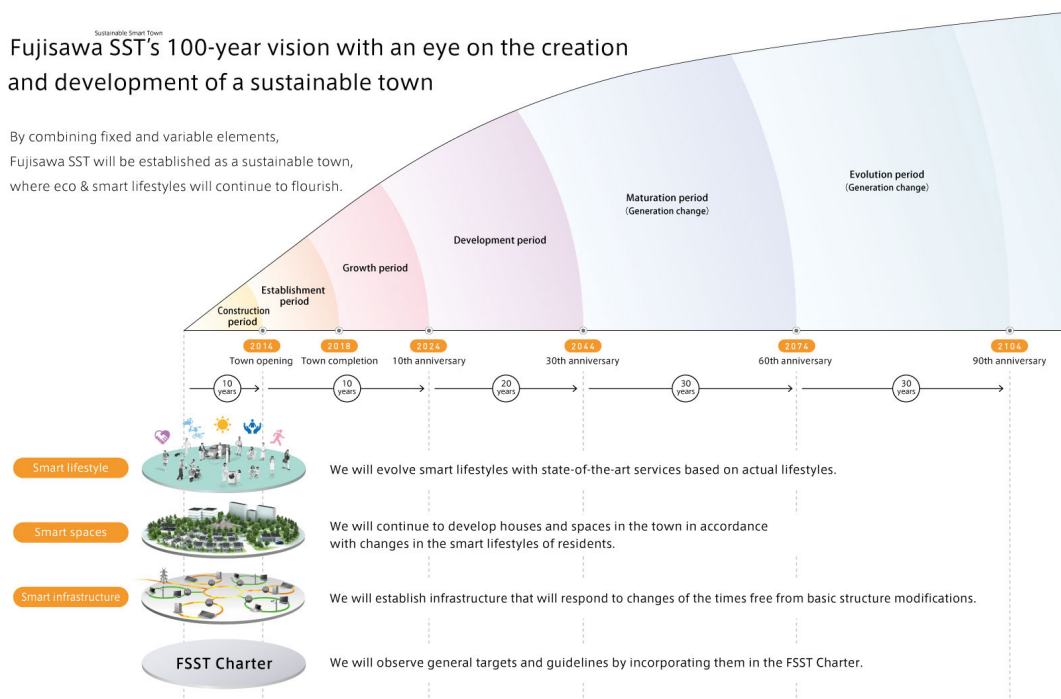 Sustainable Smart Town
Fujisawa SST's 100-year vision with an eye on the creation
and development of a sustainable town
By combining fixed and variable elements,
Fujisawa SST will be established as a sustainable town,
where eco & smart lifestyles will continue to flourish.
Construction
period
Establishment
period
Growth period
Development period
Maturation period
(Generation change)
Evolution period
(Generation change)
2014
2018
2024
2044
2074
2104
Town opening
Town completion
10th anniversary
30th anniversary
60th anniversary
90th anniversary
10
years
10
years
20
years
30
years
30
years
Smart lifestyle
We will evolve smart lifestyles with state-of-the-art services based on actual lifestyles.
Smart spaces
We will continue to develop houses and spaces in the town in accordance
with changes in the smart lifestyles of residents.
Smart infrastructure
We will establish infrastructure that will respond to changes of the times free from basic structure modifications.
FSST Charter
We will observe general targets and guidelines by incorporating them in the FSST Charter.